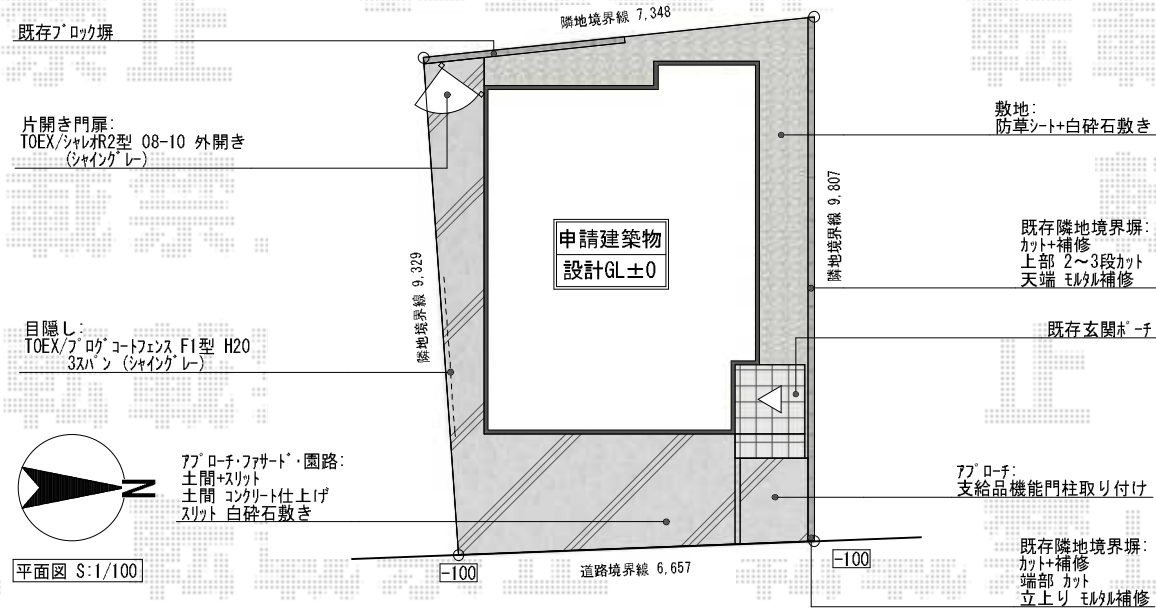 既存ブロック塀
隣地境界線 7,348
片開き門扉:
TOEX/シャレオR2型 08-10 外開き
(シャイングレー)
敷地:
防草シート+白砕石敷き
隣地境界線 9,807
申請建築物
設計GL±0
既存隣地境界塀:
カット+補修
上部 2〜3段カット
天端 モルタル補修
隣地境界線 9,329
目隠し:
TOEX/プログコートフェンス F1型 H20
3スパン (シャイングレー)
既存玄関ポーチ
N
アプローチ・ファサード・園路:
土間+スリット
土間 コンクリート仕上げ
スリット 白砕石敷き
アプローチ:
支給品機能門柱取り付け
既存隣地境界塀:
カット+補修
端部 カット
立上り モルタル補修
平面図 S:1/100
-100
道路境界線 6,657
-100